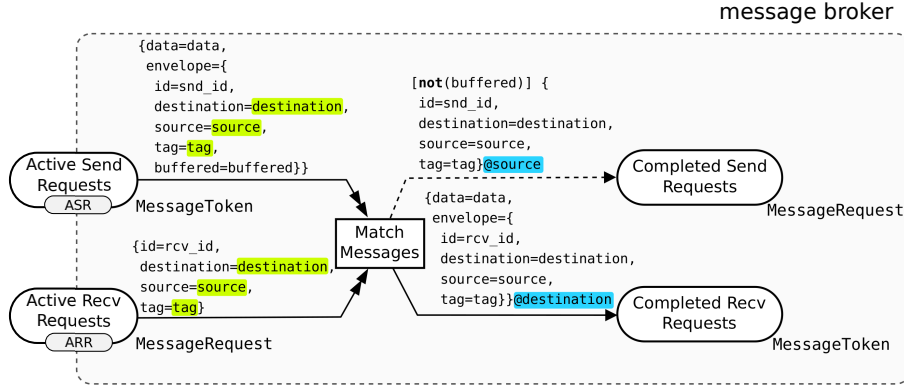 message broker
{data=data,
envelope={
id=snd_id,
destination=destination,
source=source,
tag=tag,
buffered=buffered}}
Active Send
Requests
ASR
MessageToken
[not(buffered)] {
id=snd_id,
destination=destination,
source=source,
tag=tag}@source
Completed Send
Requests
MessageRequest
Match
Messages
{id=rcv_id,
destination=destination,
source=source,
tag=tag}
Active Recv
Requests
ARR
MessageRequest
{data=data,
envelope={
id=rcv_id,
destination=destination,
source=source,
tag=tag}}@destination
Completed Recv
Requests
MessageToken